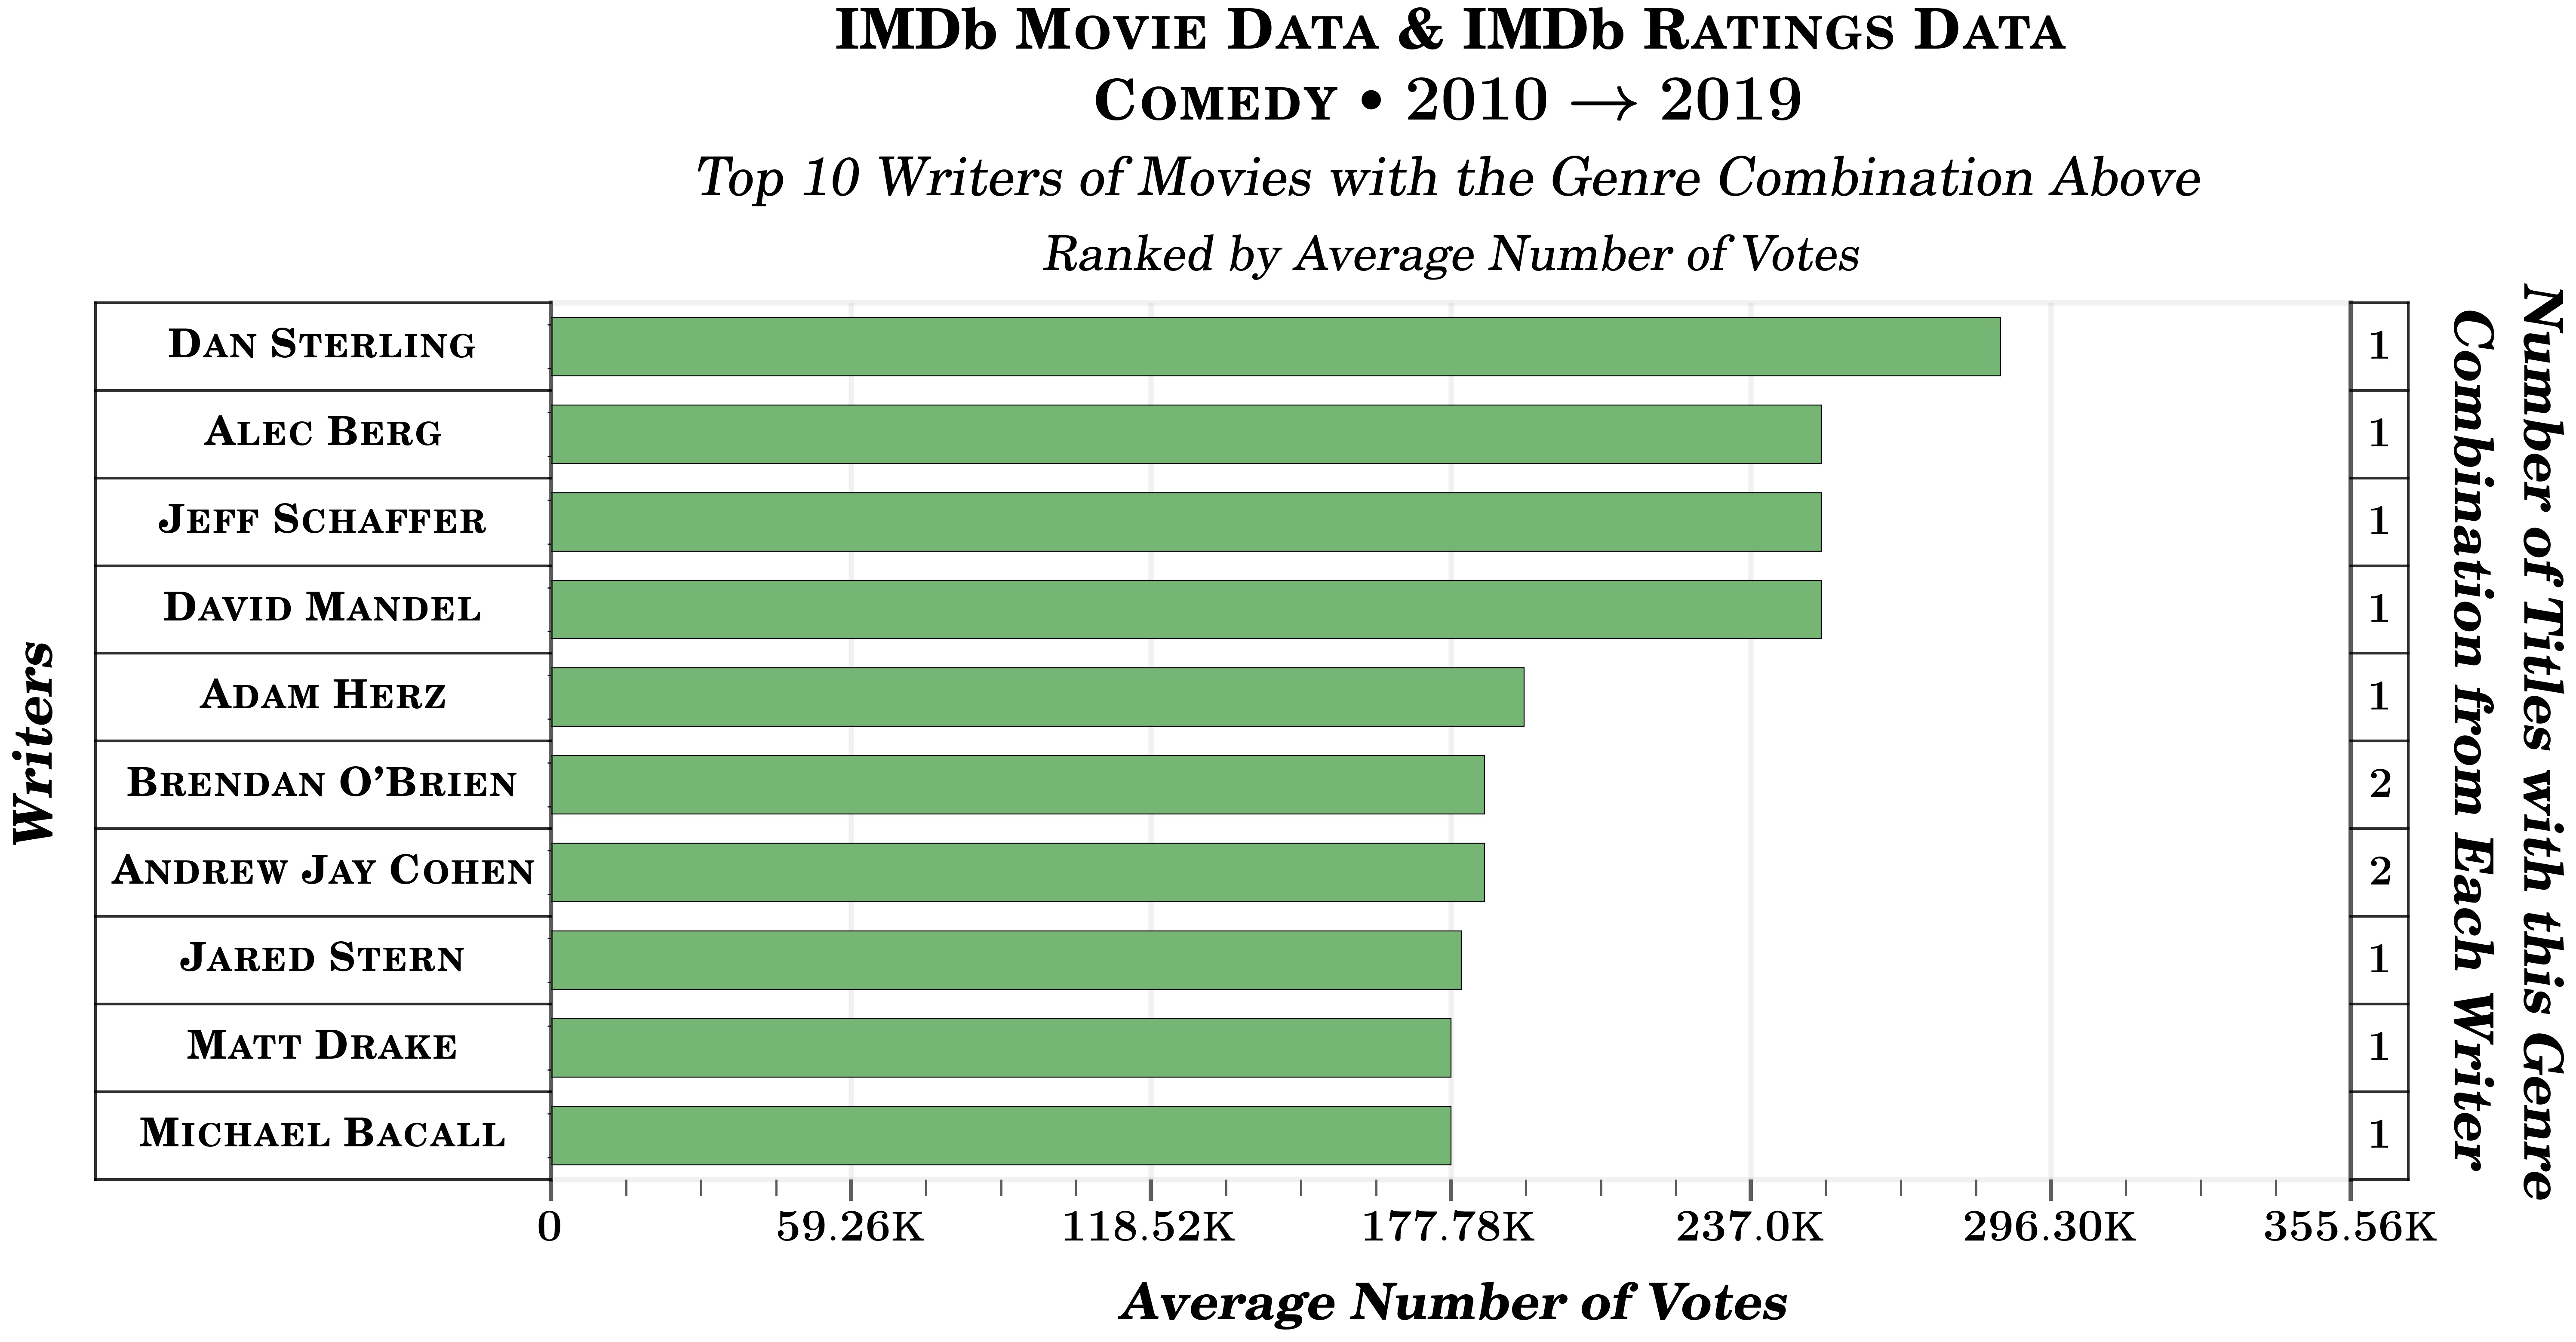 IMDb Movie Data & IMDb Ratings Data
Comedy • 2010 → 2019
Top 10 Writers of Movies with the Genre Combination Above
Ranked by Average Number of Votes
Writers
Dan Sterling 1
Alec Berg 1
Jeff Schaffer 1
David Mandel 1
Adam Herz 1
Brendan O’Brien 2
Andrew Jay Cohen 2
Jared Stern 1
Matt Drake 1
Michael Bacall 1
Number of Titles with this Genre
Combination from Each Writer
0 59.26K 118.52K 177.78K 237.0K 296.30K 355.56K
Average Number of Votes